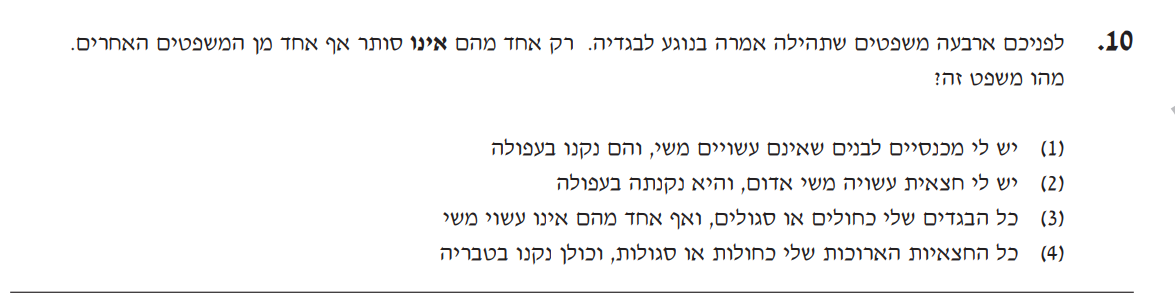 10. לפניכם ארבעה משפטים שתהילה אמרה בנוגע לבגדיה. רק אחד מהם אינו סותר אף אחד מן המשפטים האחרים.
מהו משפט זה?
(1) יש לי מכנסיים לבנים שאינם עשויים משי, והם נקנו בעפולה
(2) יש לי חצאית עשויה משי אדום, והיא נקנתה בעפולה
(3) כל הבגדים שלי כחולים או סגולים, ואף אחד מהם אינו עשוי משי
(4) כל החצאיות הארוכות שלי כחולות או סגולות, וכולן נקנו בטבריה